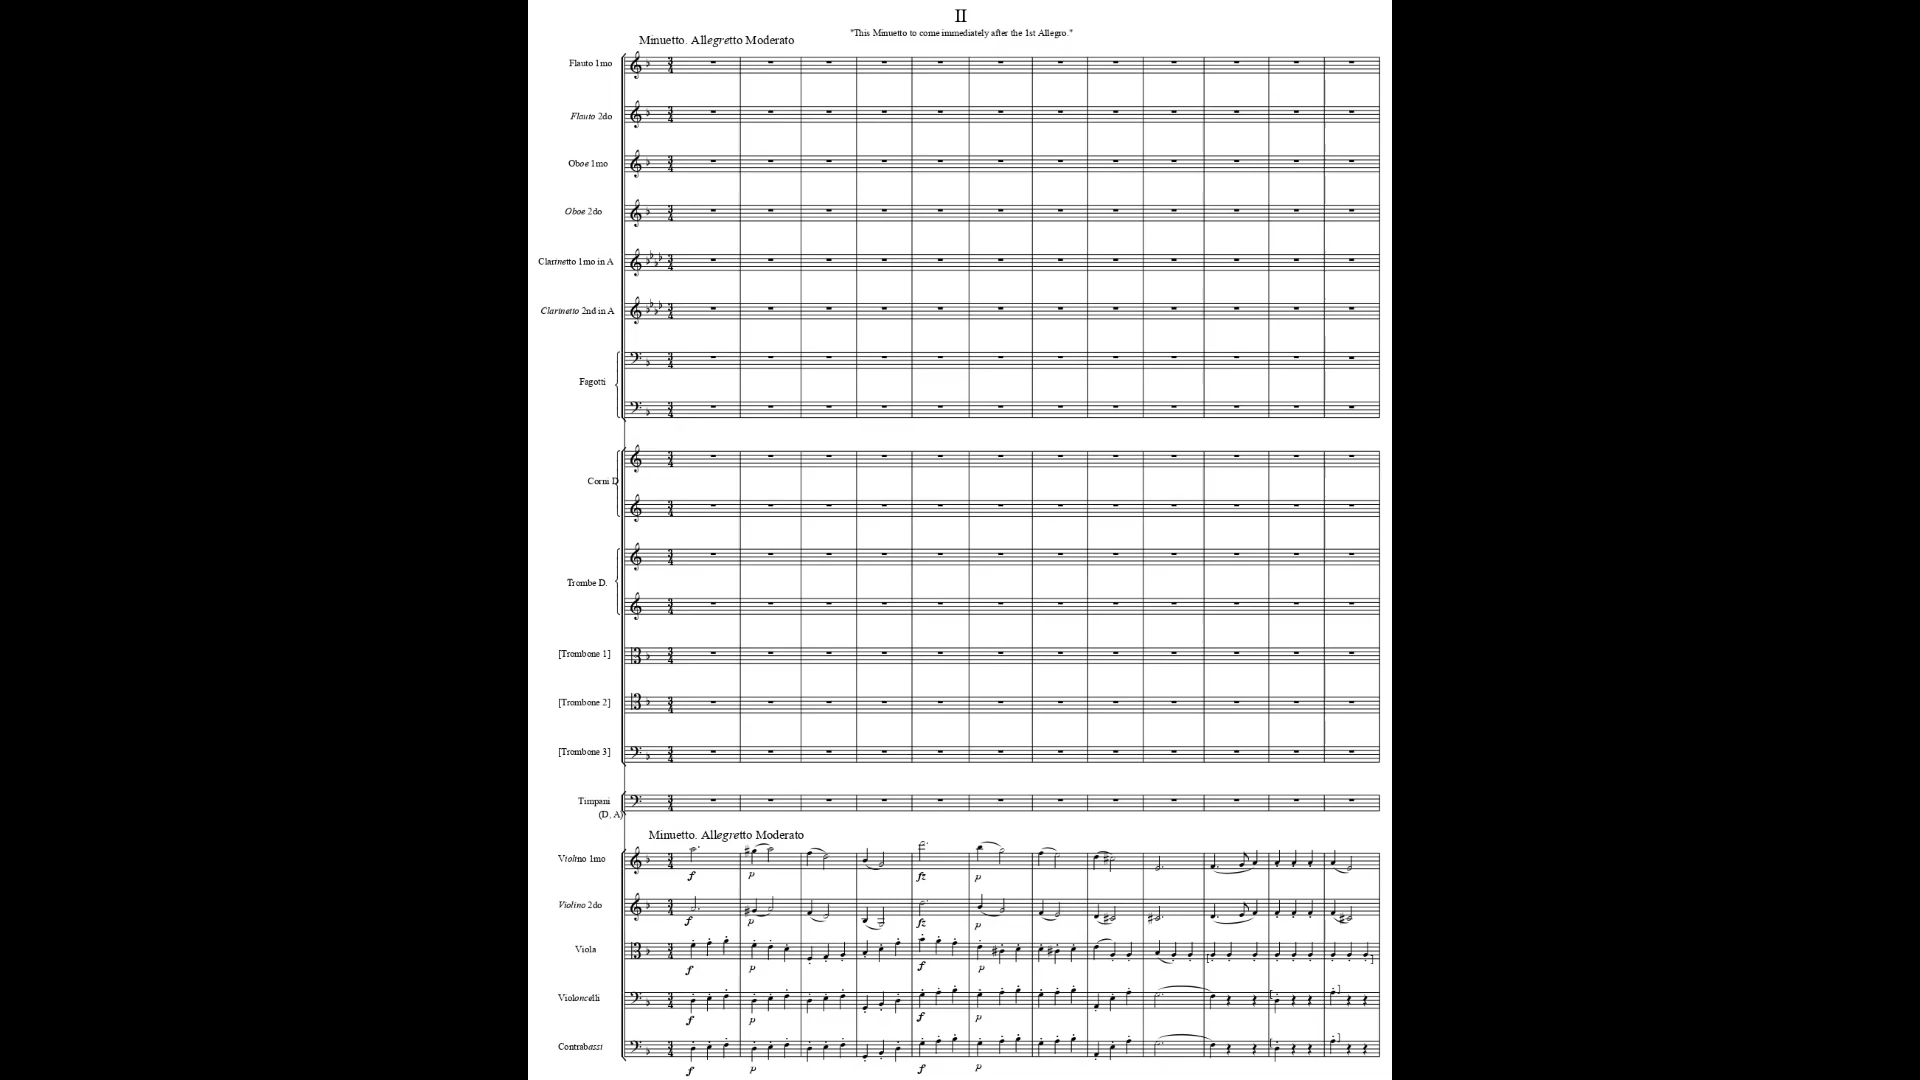 II
"This Minuetto to come immediately after the 1st Allegro."
Minuetto. Allegretto Moderato
Flauto 1mo
Flauto 2do
Oboe 1mo
Oboe 2do
Clarinetto 1mo in A
Clarinetto 2nd in A
Fagotti
Corni D
Trombe D.
[Trombone 1]
[Trombone 2]
[Trombone 3]
Timpani
(D, A)
Minuetto. Allegretto Moderato
Violino 1mo
f p fz p
Violino 2do
f p fz p
Viola
f p f p
Violoncelli
f p f p
Contrabassi
f p f p